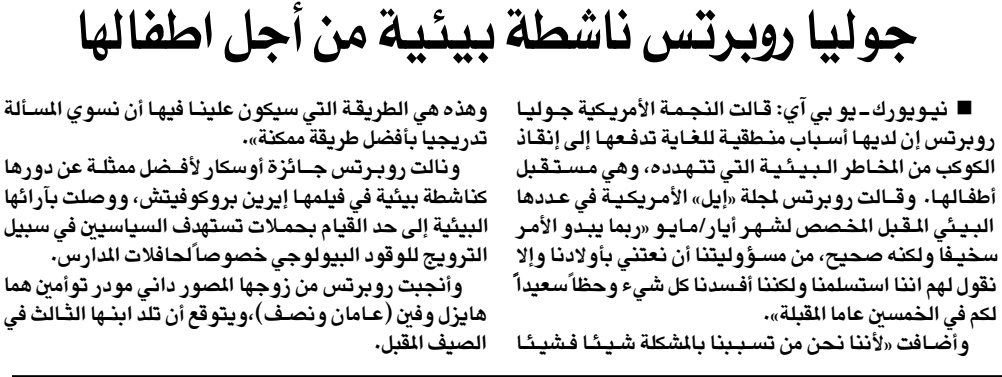 جوليا روبرتس ناشطة بيئية من أجل اطفالها
■ نيويورك ـ يو بي آي: قالت النجمة الأمريكية جوليا
روبرتس إن لديها أسباب منطقية للغاية تدفعها إلى إنقاذ
الكوكب من المخاطر البيئية التي تتهدده، وهي مستقبل
أطفالها. وقالت روبرتس لمجلة «إيل» الأمريكية في عددها
البيئي المقبل المخصص لشهر أيار/مايو «ربما يبدو الأمر
سخيفا ولكنه صحيح، من مسؤوليتنا أن نعتني بأولادنا وإلا
نقول لهم اننا استسلمنا ولكننا أفسدنا كل شيء وحظاً سعيداً
لكم في الخمسين عاما المقبلة».
وأضافت «لأننا نحن من تسببنا بالمشكلة شيئا فشيئا
وهذه هي الطريقة التي سيكون علينا فيها أن نسوي المسألة
تدريجيا بأفضل طريقة ممكنة».
ونالت روبرتس جائزة أوسكار لأفضل ممثلة عن دورها
كناشطة بيئية في فيلمها إيرين بروكوفيتش، ووصلت بآرائها
البيئية إلى حد القيام بحملات تستهدف السياسيين في سبيل
الترويج للوقود البيولوجي خصوصاً لحافلات المدارس.
وأنجبت روبرتس من زوجها المصور داني مودر توأمين هما
هايزل وفين (عامان ونصف)،ويتوقع أن تلد ابنها الثالث في
الصيف المقبل.